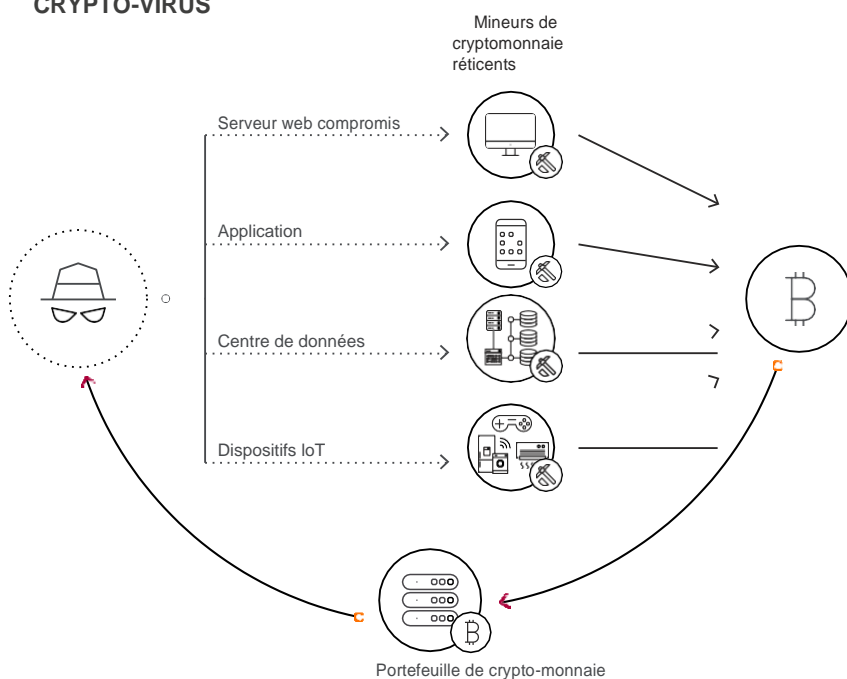 CRYPTO-VIRUS
Mineurs de
cryptomonnaie
réticents
Serveur web compromis
Application
Centre de données
Dispositifs IoT
Portefeuille de crypto-monnaie